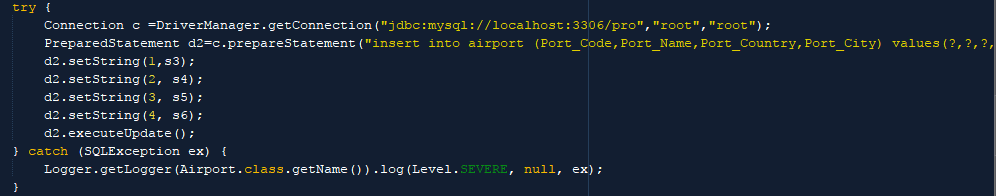 try {
Connection c =DriverManager.getConnection("jdbc:mysql://localhost:3306/pro","root","root");
PreparedStatement d2=c.prepareStatement("insert into airport (Port_Code,Port_Name,Port_Country,Port_City) values(?,?,?,
d2.setString(1,s3);
d2.setString(2, s4);
d2.setString(3, s5);
d2.setString(4, s6);
d2.executeUpdate();
} catch (SQLException ex) {
Logger.getLogger(Airport.class.getName()).log(Level.SEVERE, null, ex);
}